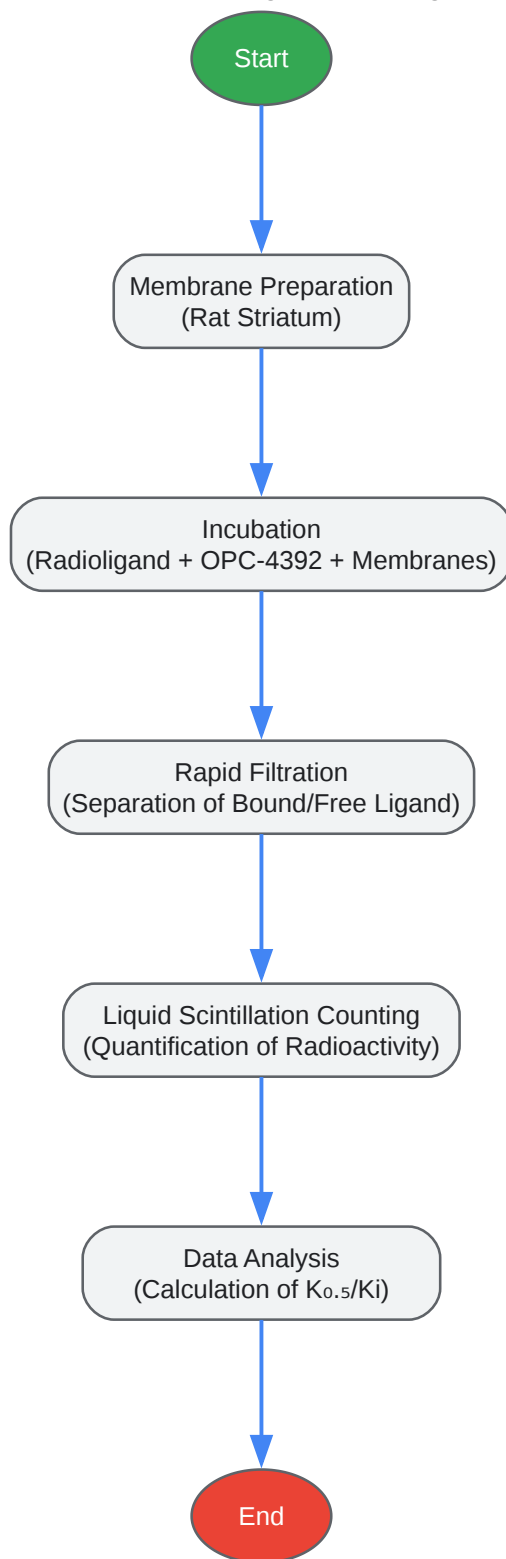 Start
Membrane Preparation
(Rat Striatum)
Incubation
(Radioligand + OPC-4392 + Membranes)
Rapid Filtration
(Separation of Bound/Free Ligand)
Liquid Scintillation Counting
(Quantification of Radioactivity)
Data Analysis
(Calculation of K₀.₅/Ki)
End